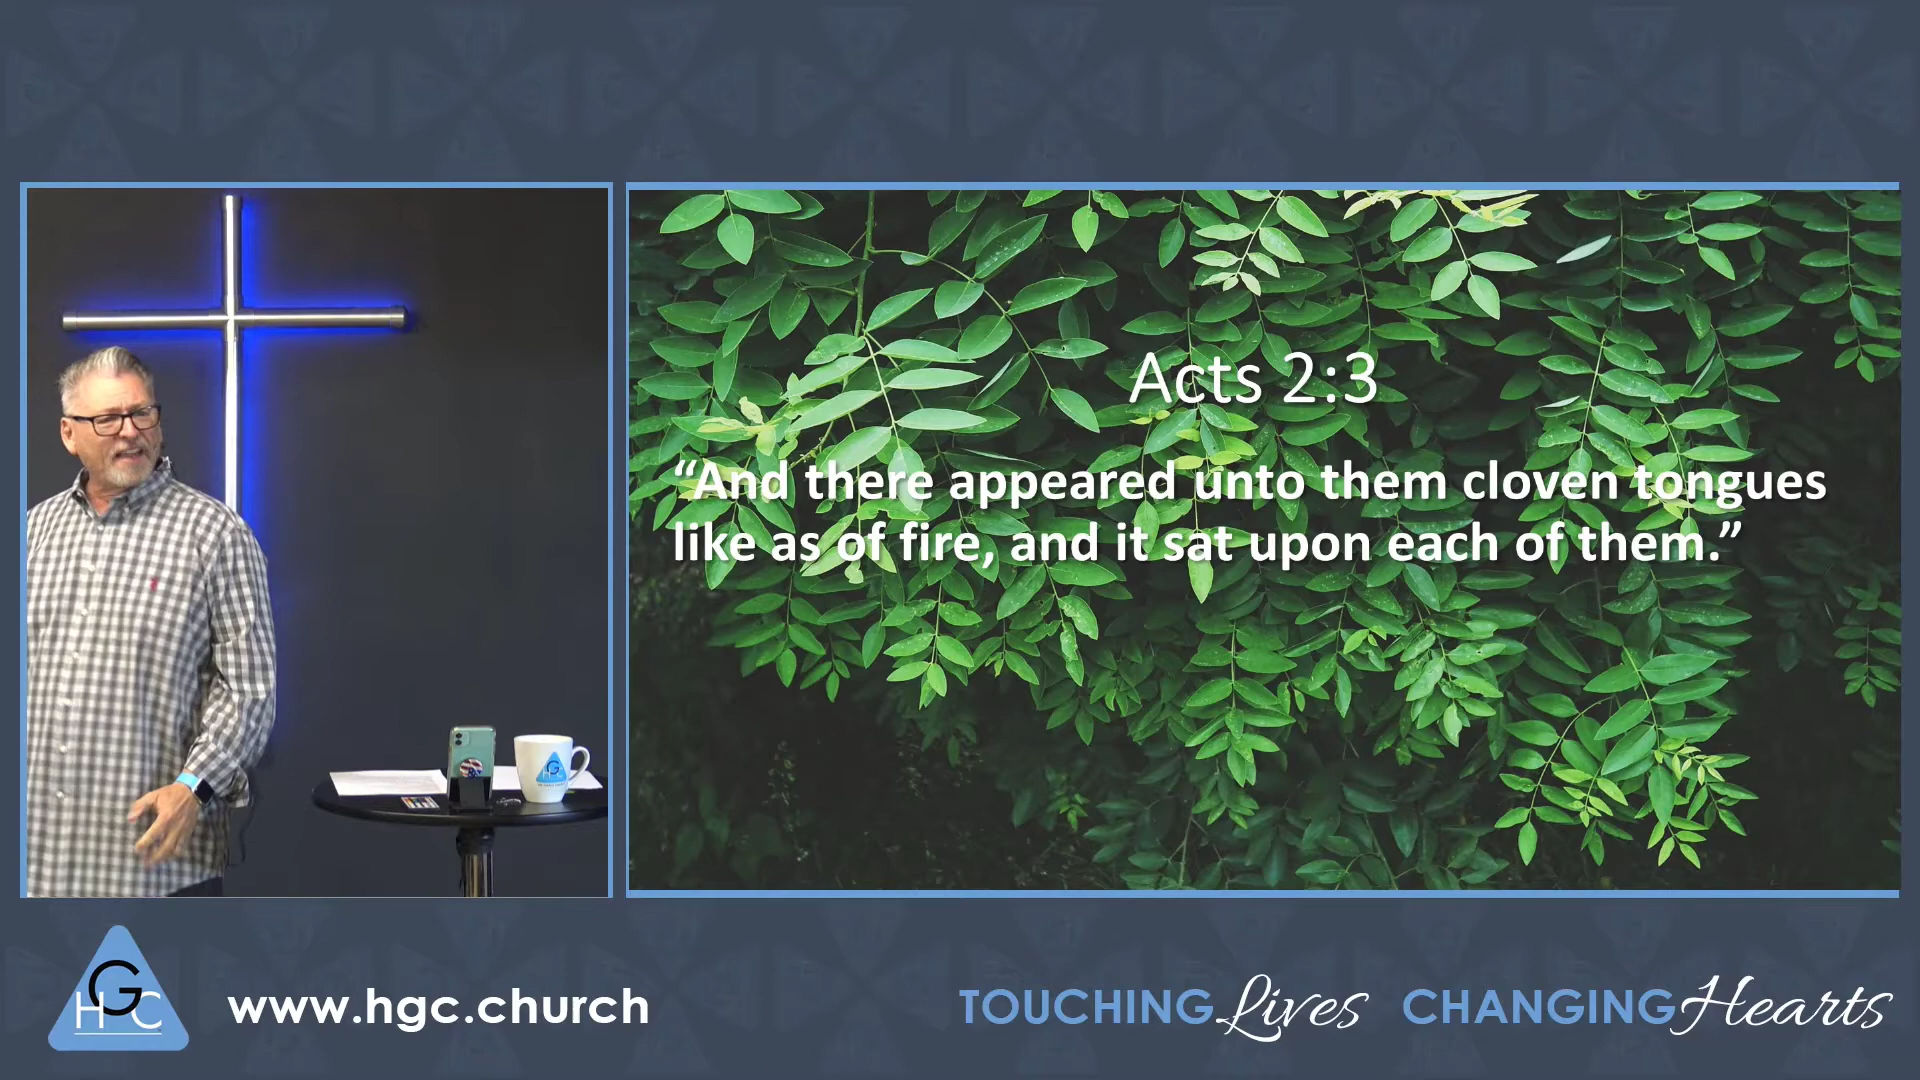 Acts 2:3
“And there appeared unto them cloven tongues
like as of fire, and it sat upon each of them.”
HGC
HGC
www.hgc.church
TOUCHING Lives CHANGING Hearts